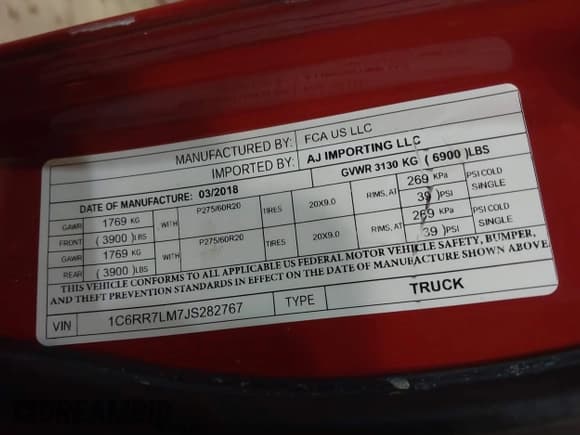 MANUFACTURED BY: FCA US LLC
IMPORTED BY: AJ IMPORTING LLC
DATE OF MANUFACTURE: 03/2018 GVWR 3130 KG ( 6900 )LBS
GAWR 1769 KG WITH P275/60R20 TIRES 20X9.0 RIMS, AT 269 KPa PSI COLD
FRONT ( 3900 )LBS 39 )PSI SINGLE
GAWR 1769 KG WITH P275/60R20 TIRES 20X9.0 RIMS, AT 269 KPa PSI COLD
REAR ( 3900 )LBS 39 )PSI SINGLE
THIS VEHICLE CONFORMS TO ALL APPLICABLE US FEDERAL MOTOR VEHICLE SAFETY, BUMPER,
AND THEFT PREVENTION STANDARDS IN EFFECT ON THE DATE OF MANUFACTURE SHOWN ABOVE.
VIN 1C6RR7LM7JS282767 TYPE TRUCK